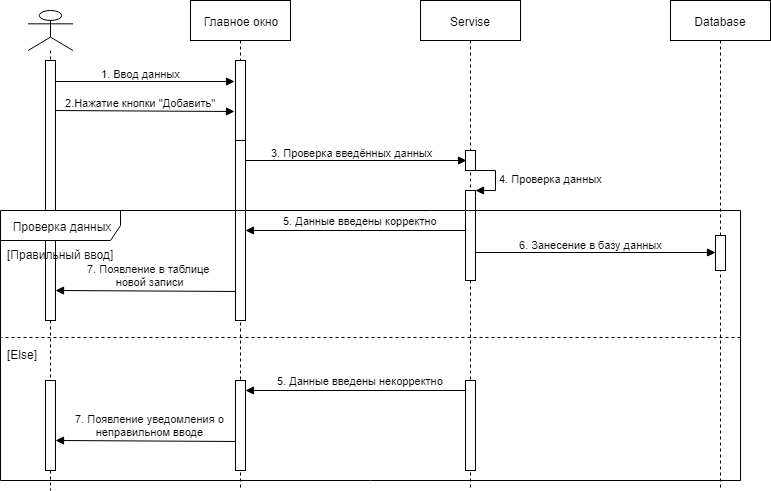 Главное окно
Servise
Database
1. Ввод данных
2.Нажатие кнопки "Добавить"
3. Проверка введённых данных
4. Проверка данных
Проверка данных
5. Данные введены корректно
[Правильный ввод]
6. Занесение в базу данных
7. Появление в таблице
новой записи
[Else]
5. Данные введены некорректно
7. Появление уведомления о
неправильном вводе